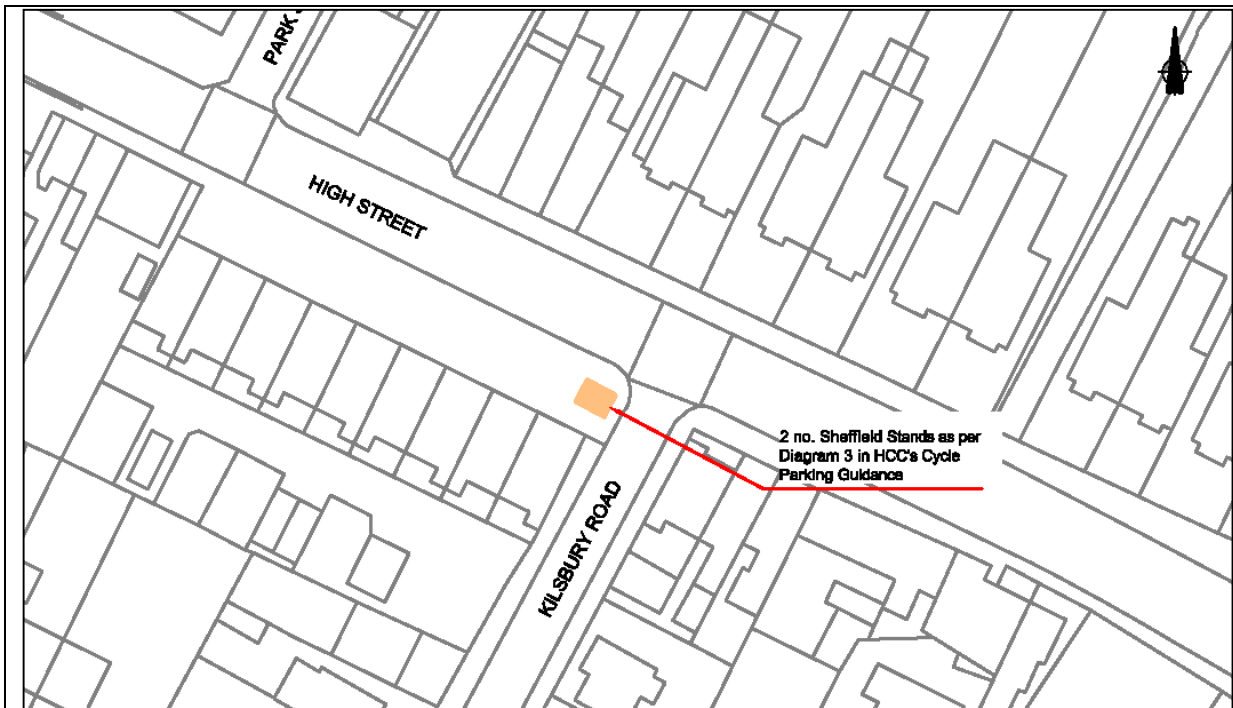 PARK
HIGH STREET
2 no. Sheffield Stands as per
Diagram 3 in HCC's Cycle
Parking Guidance
KILSBURY ROAD